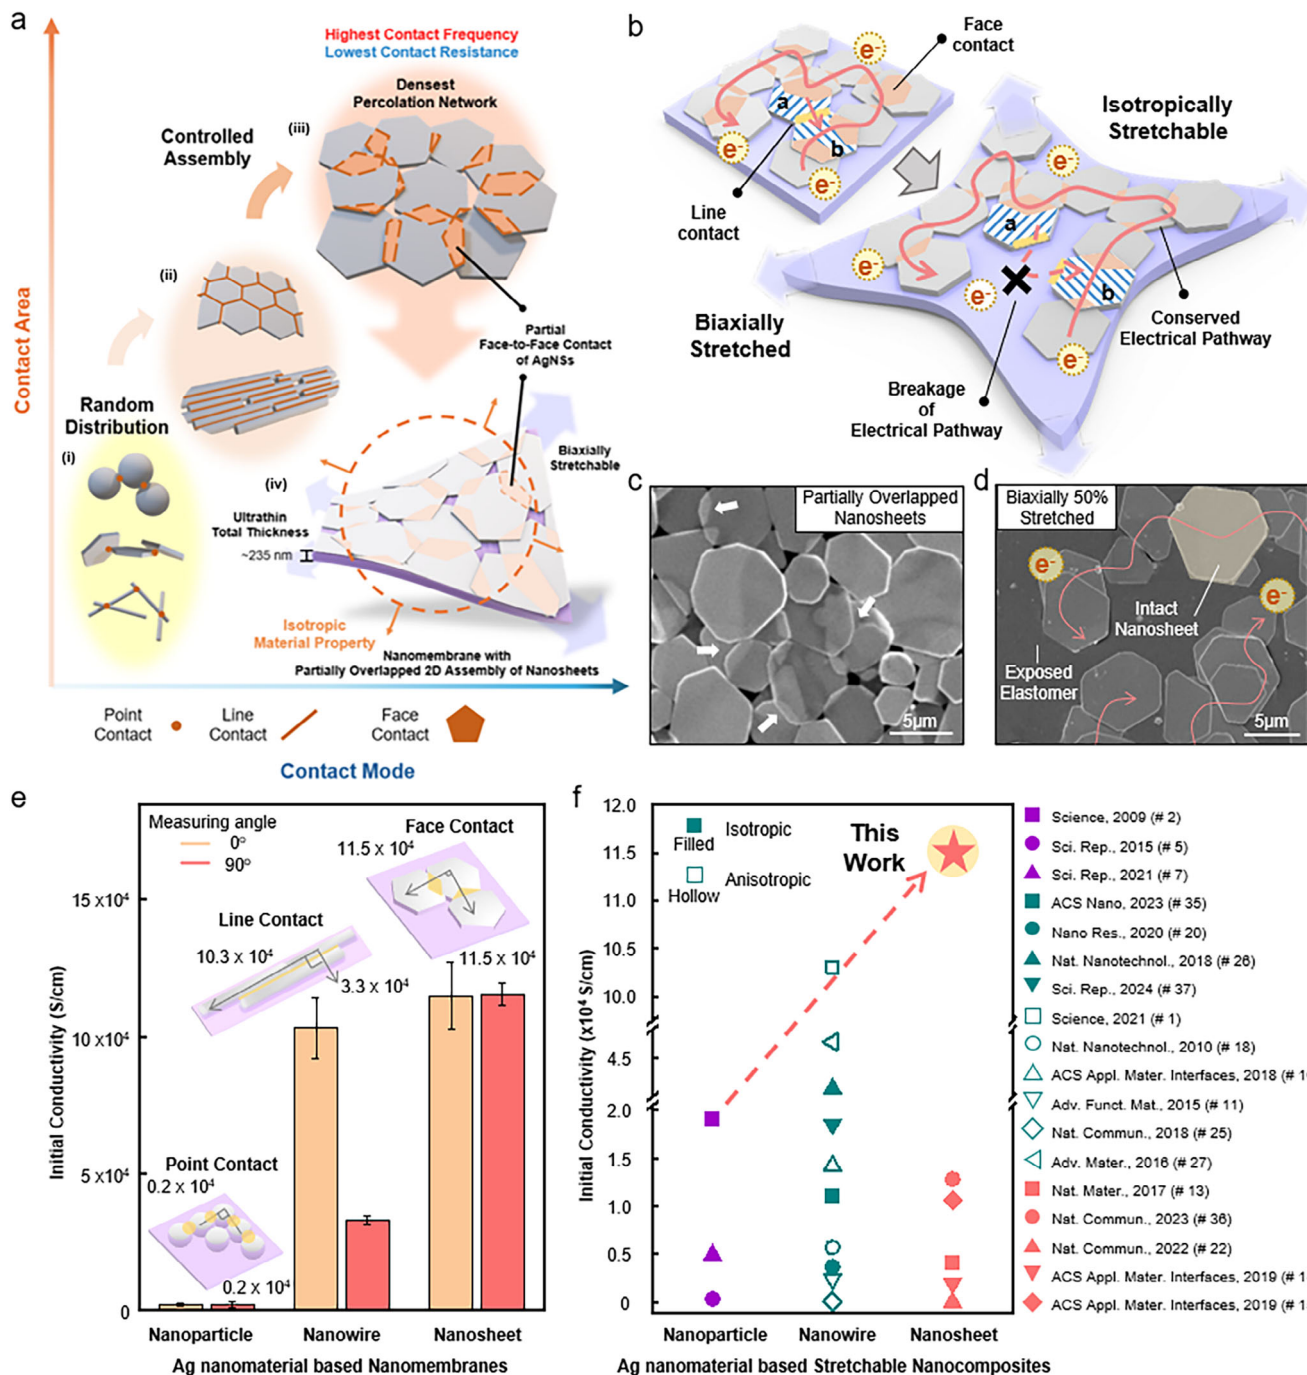 a
Highest Contact Frequency
Lowest Contact Resistance
Densest
Percolation Network
Controlled
Assembly
(iii)
(ii)
Partial
Face-to-Face Contact
of AgNSs
Random
Distribution
(i)
(iv)
Biaxially
Stretchable
Ultrathin
Total Thickness
~235 nm
Isotropic
Material Property
Nanomembrane with
Partially Overlapped 2D Assembly of Nanosheets
Contact Area
Point
Contact
Line
Contact
Face
Contact
Contact Mode
b
Face
contact
e-
a
b
e-
e-
Line
contact
Isotropically
Stretchable
e-
a
e-
e-
b
e-
Biaxially
Stretched
Conserved
Electrical Pathway
Breakage
of
Electrical Pathway
c
Partially Overlapped
Nanosheets
5μm
d
Biaxially 50%
Stretched
e-
e-
Intact
Nanosheet
Exposed
Elastomer
5μm
e
Measuring angle
0°
90°
Face Contact
11.5 x 10⁴
11.5 x 10⁴
Line Contact
10.3 x 10⁴
3.3 x 10⁴
Point Contact
0.2 x 10⁴
0.2 x 10⁴
15x10⁴
10x10⁴
5x10⁴
0
Initial Conductivity (S/cm)
Nanoparticle Nanowire Nanosheet
Ag nanomaterial based Nanomembranes
f
12.0
11.5
11.0
10.5
10.0
4.5
2.0
1.5
1.0
0.5
0
Initial Conductivity (x10⁴ S/cm)
Filled Isotropic
Hollow Anisotropic
This
Work
Nanoparticle Nanowire Nanosheet
Ag nanomaterial based Stretchable Nanocomposites
Science, 2009 (# 2)
Sci. Rep., 2015 (# 5)
Sci. Rep., 2021 (# 7)
ACS Nano, 2023 (# 35)
Nano Res., 2020 (# 20)
Nat. Nanotechnol., 2018 (# 26)
Sci. Rep., 2024 (# 37)
Science, 2021 (# 1)
Nat. Nanotechnol., 2010 (# 18)
ACS Appl. Mater. Interfaces, 2018 (# 1
Adv. Funct. Mat., 2015 (# 11)
Nat. Commun., 2018 (# 25)
Adv. Mater., 2016 (# 27)
Nat. Mater., 2017 (# 13)
Nat. Commun., 2023 (# 36)
Nat. Commun., 2022 (# 22)
ACS Appl. Mater. Interfaces, 2019 (# 1
ACS Appl. Mater. Interfaces, 2019 (# 1